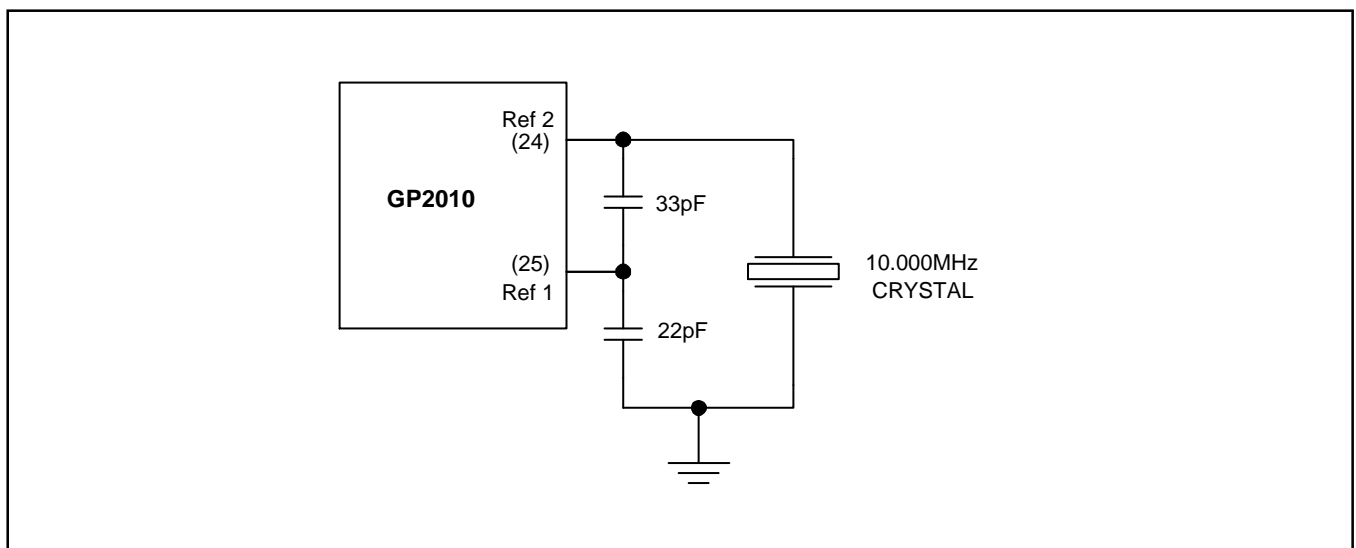 Ref 2
(24)
GP2010
33pF
(25)
Ref 1
10.000MHz
CRYSTAL
22pF